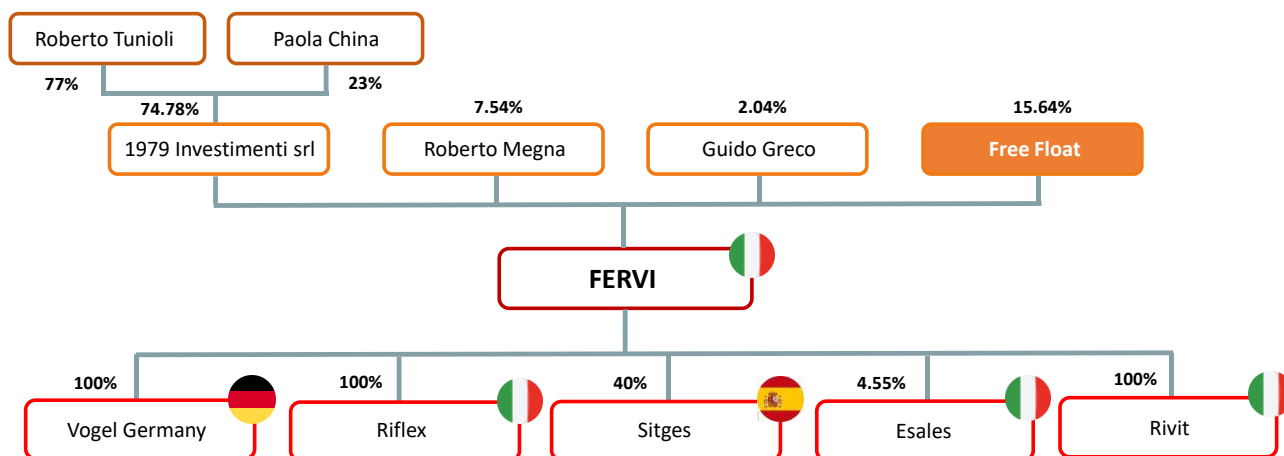 Roberto Tunioli
Paola China
77%
23%
74.78%
7.54%
2.04%
15.64%
1979 Investimenti srl
Roberto Megna
Guido Greco
Free Float
FERVI
100%
100%
40%
4.55%
100%
Vogel Germany
Riflex
Sitges
Esales
Rivit